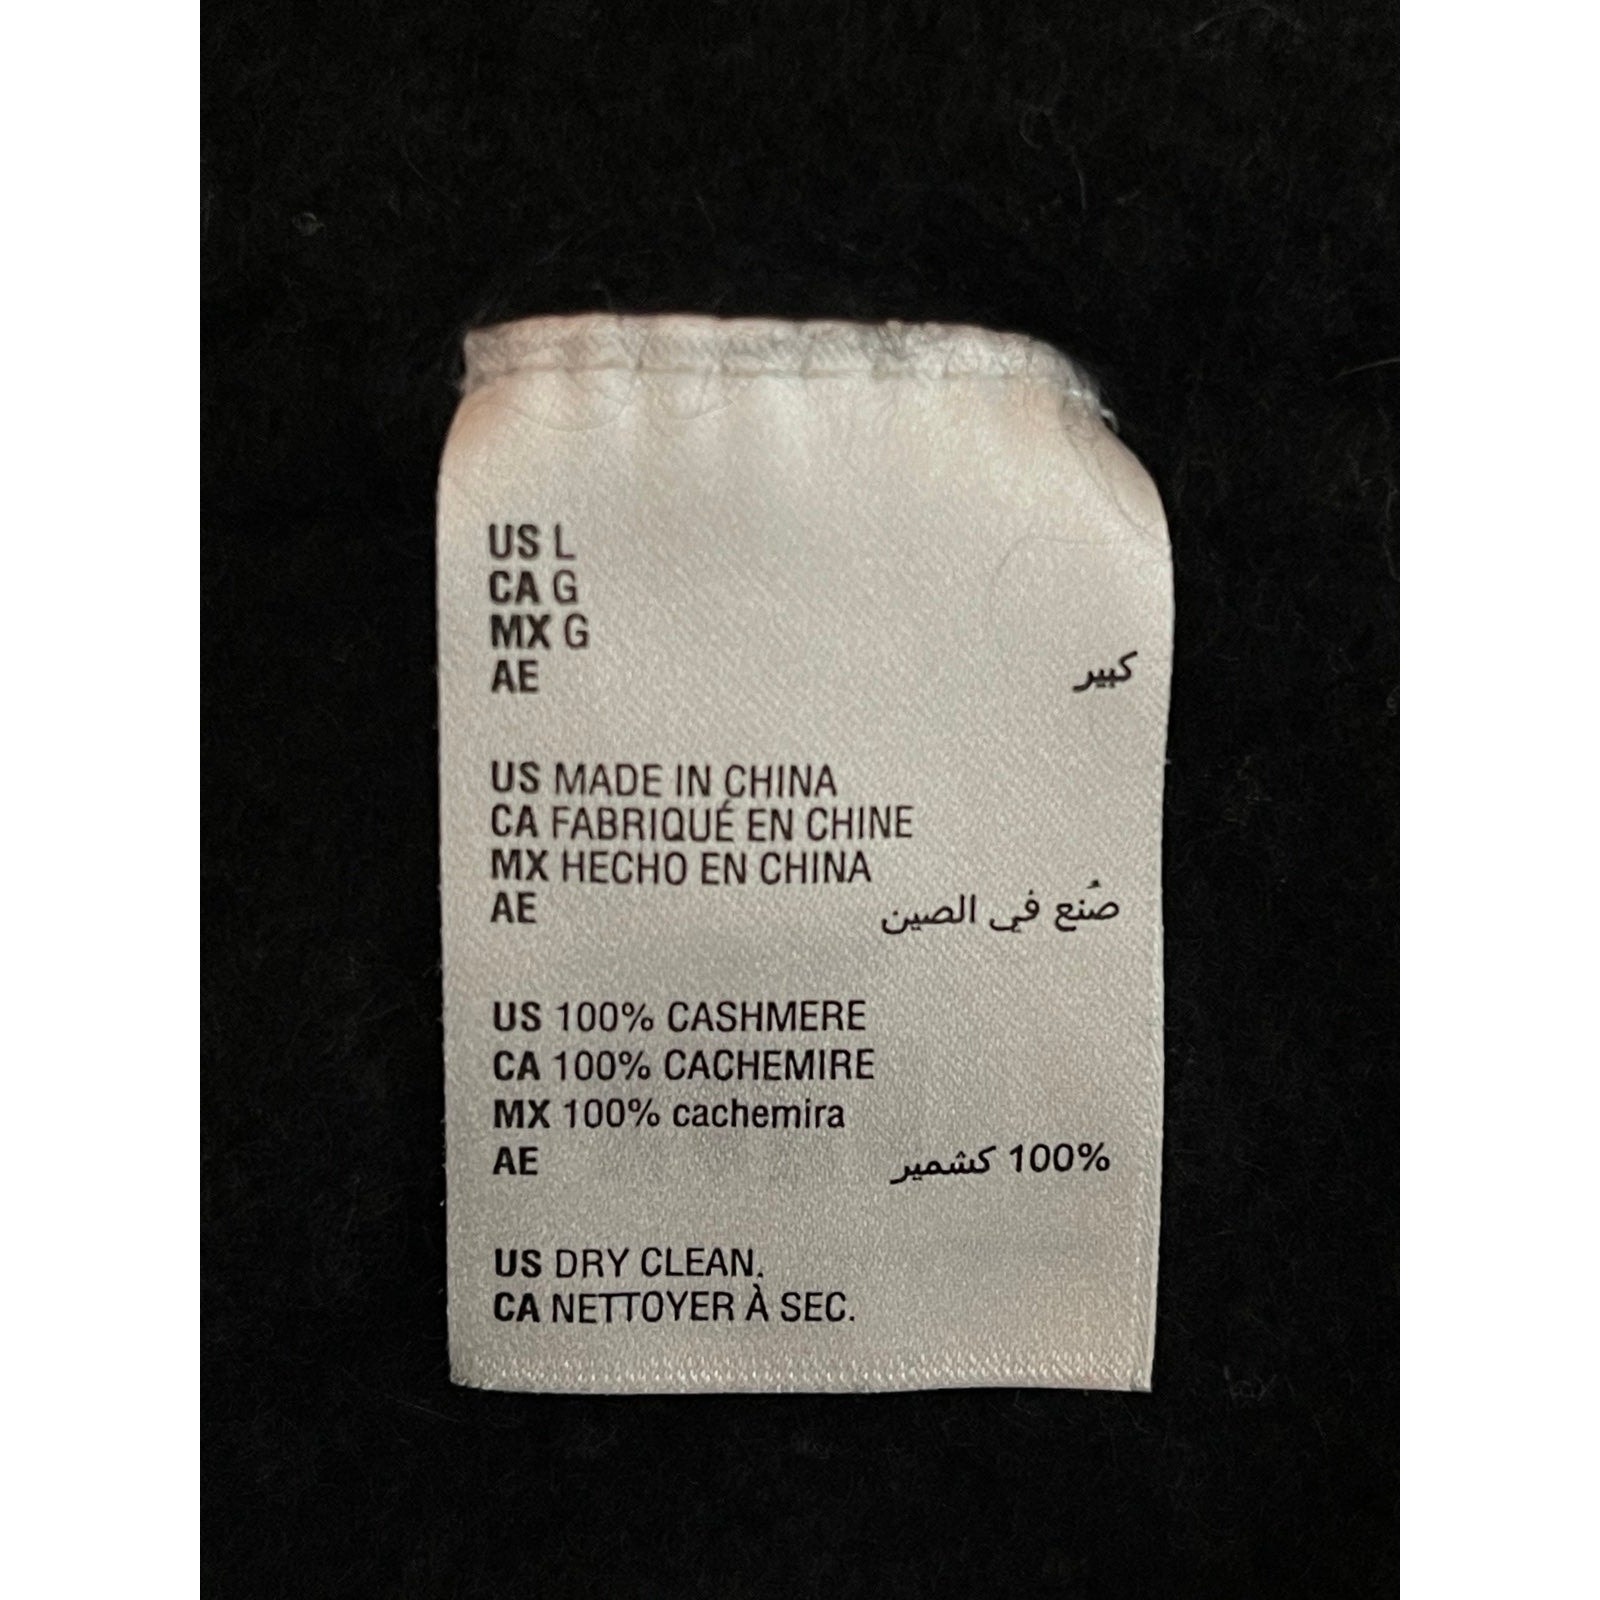 US L
CA G
MX G
AE كبير
US MADE IN CHINA
CA FABRIQUÉ EN CHINE
MX HECHO EN CHINA
AE صُنع في الصين
US 100% CASHMERE
CA 100% CACHEMIRE
MX 100% cachemira
AE 100% كشمير
US DRY CLEAN.
CA NETTOYER À SEC.